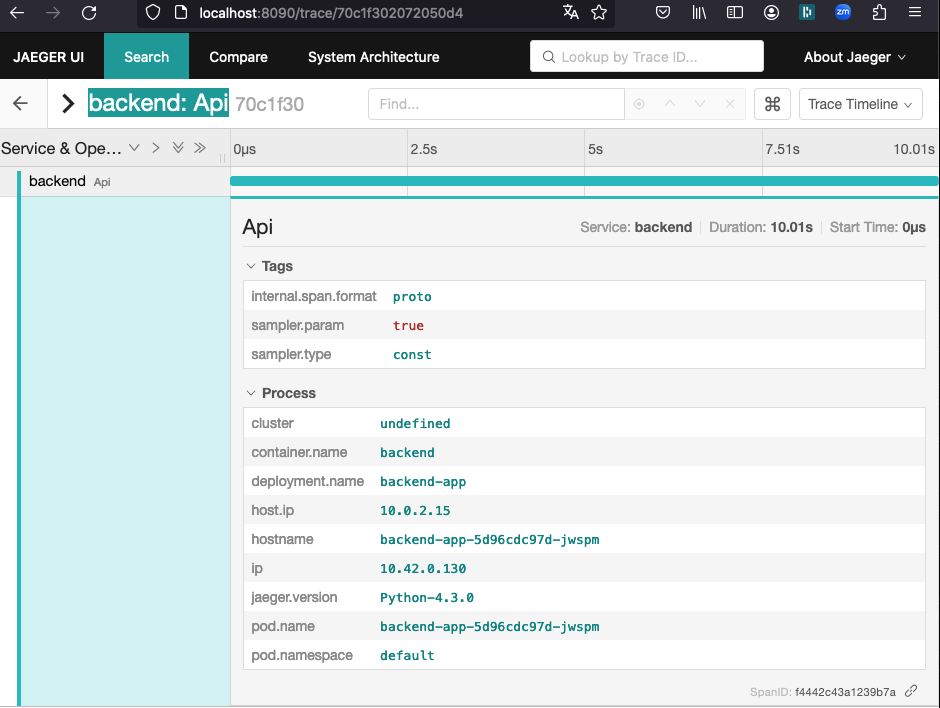 localhost:8090/trace/70c1f302072050d4
JAEGER UI Search Compare System Architecture Lookup by Trace ID... About Jaeger
backend: Api 70c1f30 Find... ⌘ Trace Timeline
Service & Ope... 0μs 2.5s 5s 7.51s 10.01s
backend Api
Api Service: backend Duration: 10.01s Start Time: 0μs
Tags
internal.span.format proto
sampler.param true
sampler.type const
Process
cluster undefined
container.name backend
deployment.name backend-app
host.ip 10.0.2.15
hostname backend-app-5d96cdc97d-jwspm
ip 10.42.0.130
jaeger.version Python-4.3.0
pod.name backend-app-5d96cdc97d-jwspm
pod.namespace default
SpanID: f4442c43a1239b7a